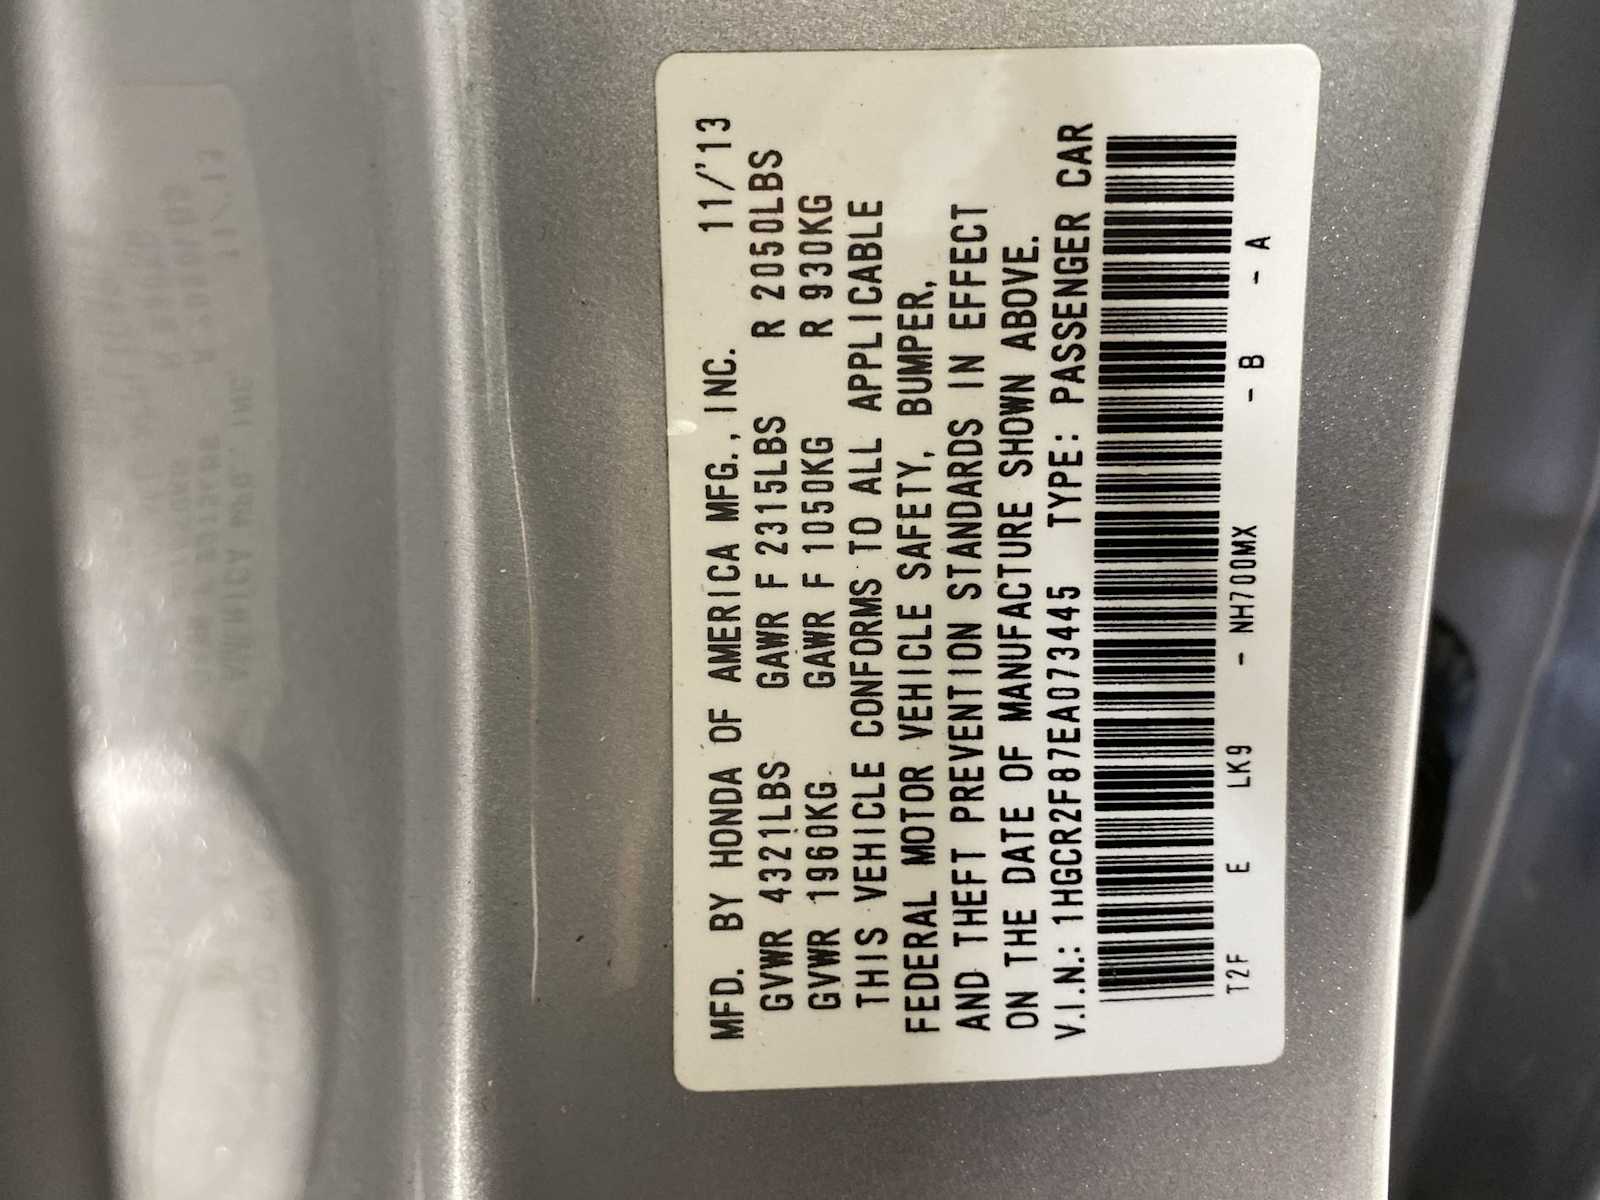 MFD. BY HONDA OF AMERICA MFG.,INC. 11/'13
GVWR 4321LBS GAWR F 2315LBS R 2050LBS
GVWR 1960KG GAWR F 1050KG R 930KG
THIS VEHICLE CONFORMS TO ALL APPLICABLE
FEDERAL MOTOR VEHICLE SAFETY, BUMPER,
AND THEFT PREVENTION STANDARDS IN EFFECT
ON THE DATE OF MANUFACTURE SHOWN ABOVE.
V.I.N.: 1HGCR2F87EA073445 TYPE: PASSENGER CAR
T2F E LK9 - NH700MX - B - A